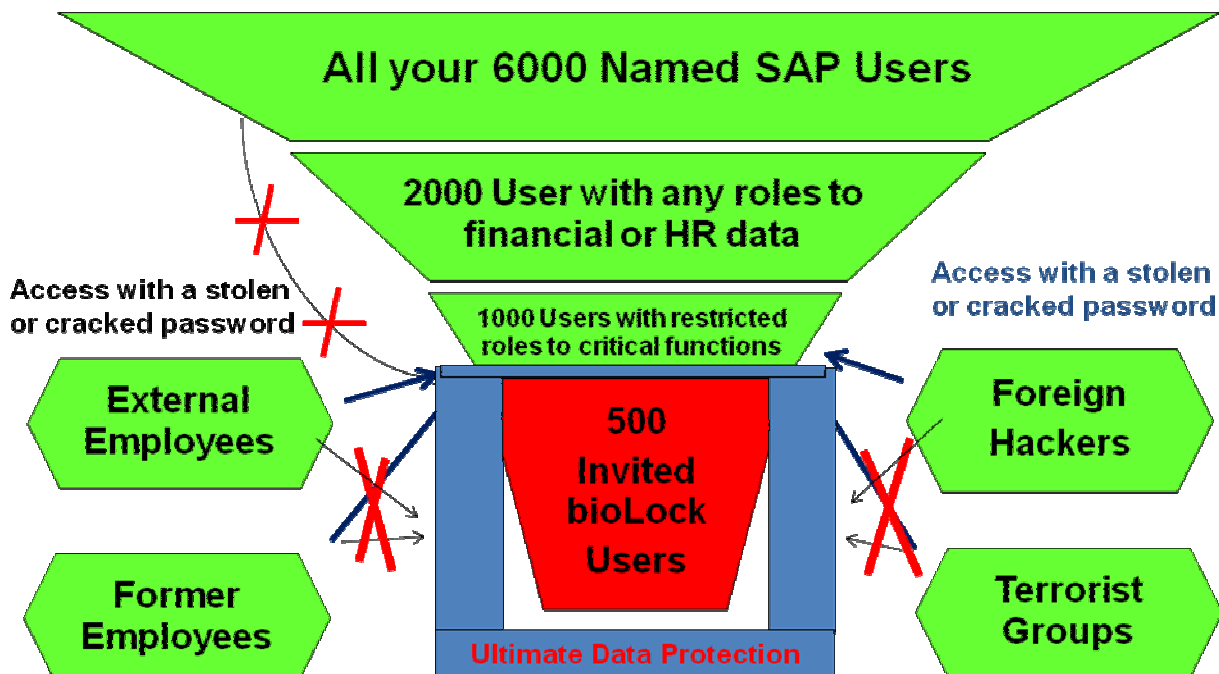 All your 6000 Named SAP Users
2000 User with any roles to
financial or HR data
Access with a stolen
or cracked password
Access with a stolen
or cracked password
1000 Users with restricted
roles to critical functions
External
Employees
500
Invited
bioLock
Users
Foreign
Hackers
Former
Employees
Terrorist
Groups
Ultimate Data Protection